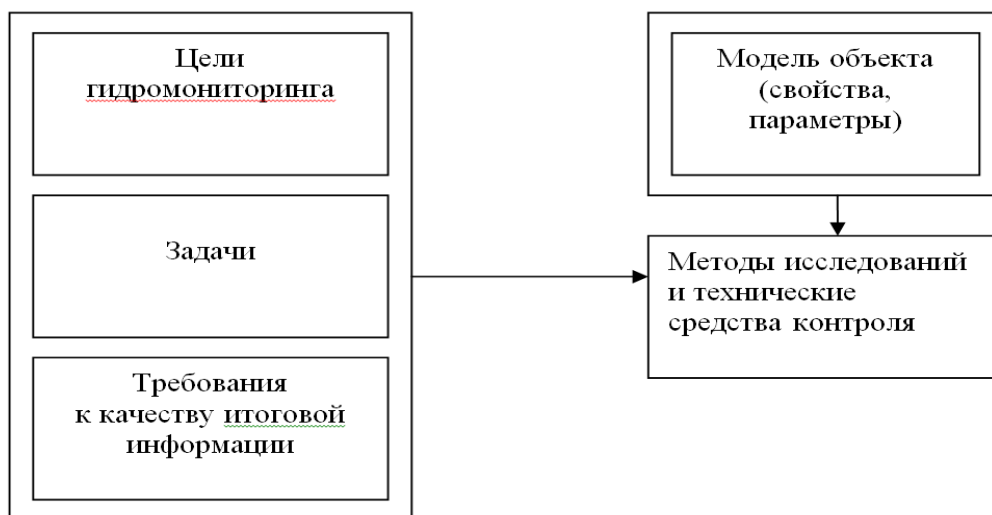 Цели
гидромониторинга
Задачи
Требования
к качеству итоговой
информации
Модель объекта
(свойства,
параметры)
Методы исследований
и технические
средства контроля